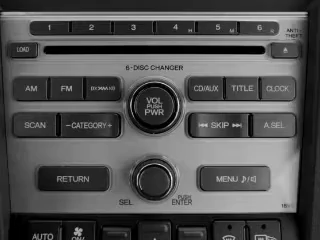 1 2 3 4 5 6
ANTI-THEFT
LOAD
6-DISC CHANGER
AM FM CD/AUX TITLE CLOCK
VOL
PUSH
PWR
SCAN -CATEGORY+ |◀◀ SKIP ▶▶| A.SEL
RETURN MENU
SEL PUSH ENTER
AUTO